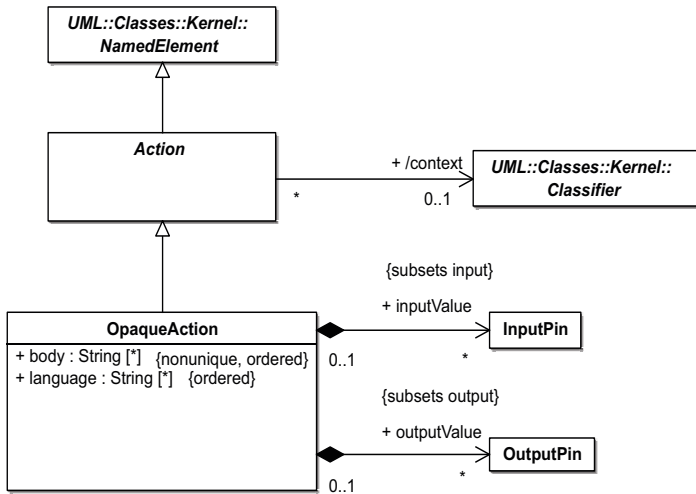 UML::Classes::Kernel::
NamedElement
Action
+ /context
*
0..1
UML::Classes::Kernel::
Classifier
{subsets input}
OpaqueAction
+ inputValue
InputPin
+ body : String [*] {nonunique, ordered}
0..1
*
+ language : String [*] {ordered}
{subsets output}
+ outputValue
OutputPin
0..1
*